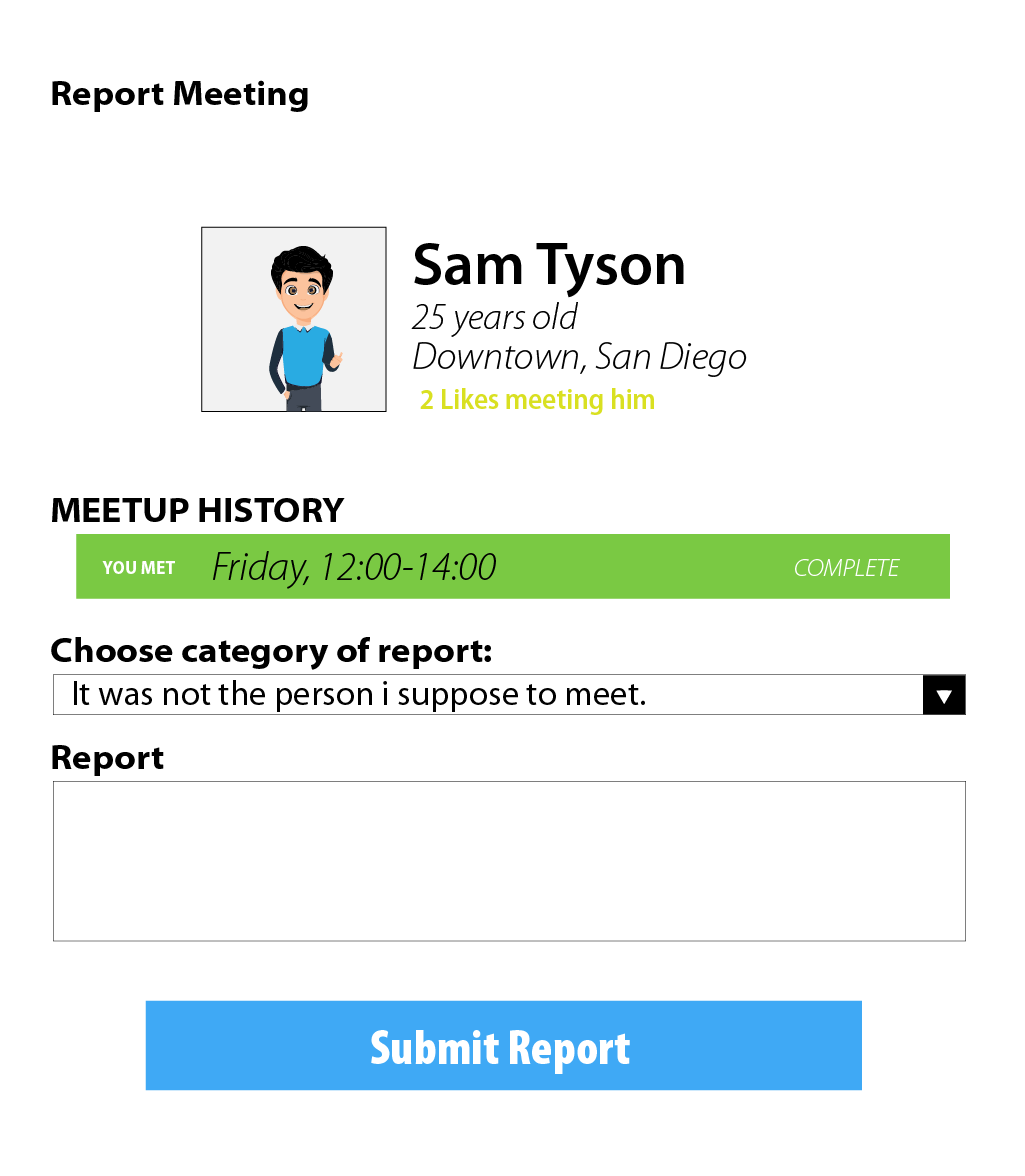 Report Meeting
Sam Tyson
25 years old
Downtown, San Diego
2 Likes meeting him
MEETUP HISTORY
YOU MET Friday, 12:00-14:00 COMPLETE
Choose category of report:
It was not the person i suppose to meet.
Report
Submit Report